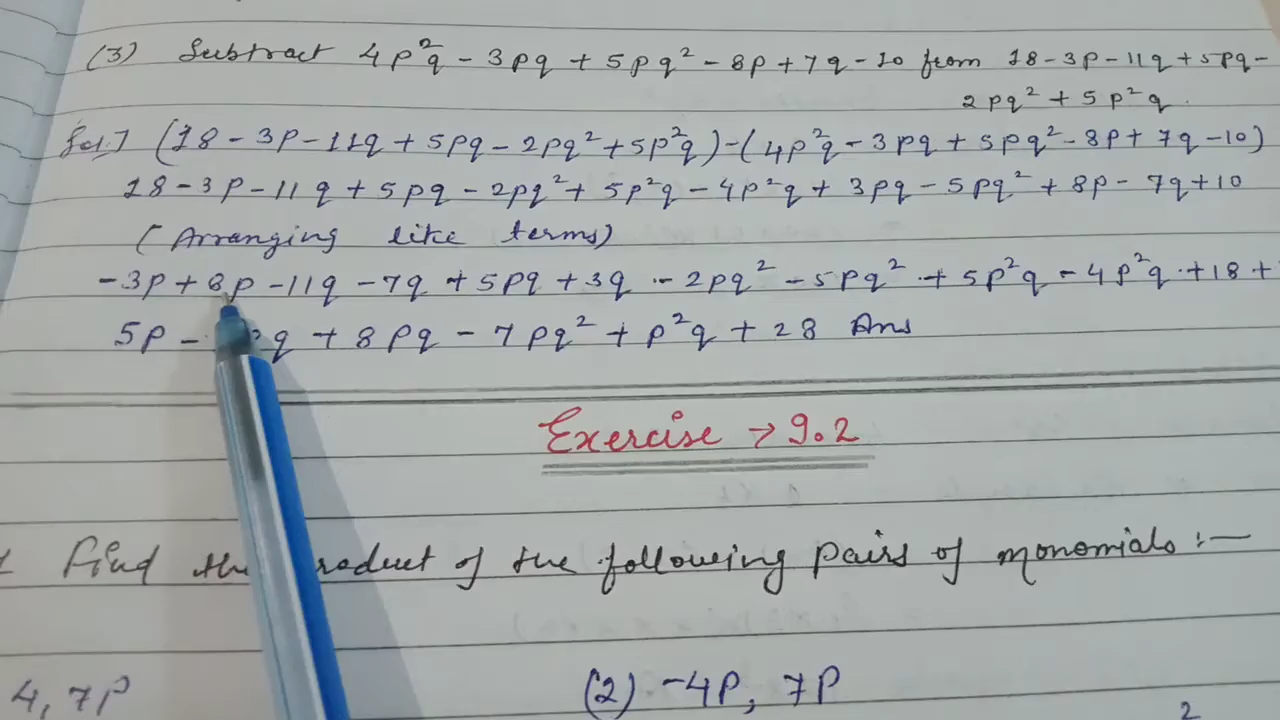 (3) Subtract 4p²q - 3pq + 5pq² - 8p + 7q - 10 from 18 - 3p - 11q + 5pq -
2pq² + 5p²q.
Sol.] (18 - 3p - 11q + 5pq - 2pq² + 5p²q) - (4p²q - 3pq + 5pq² - 8p + 7q - 10)
18 - 3p - 11q + 5pq - 2pq² + 5p²q - 4p²q + 3pq - 5pq² + 8p - 7q + 10
(Arranging like terms)
-3p + 8p - 11q - 7q + 5pq + 3q - 2pq² - 5pq² + 5p²q - 4p²q + 18 +
5p - q + 8pq - 7pq² + p²q + 28 Ans
Exercise → 9.2
Find the product of the following pairs of monomials :—
4, 7p
(2) -4p, 7p
2